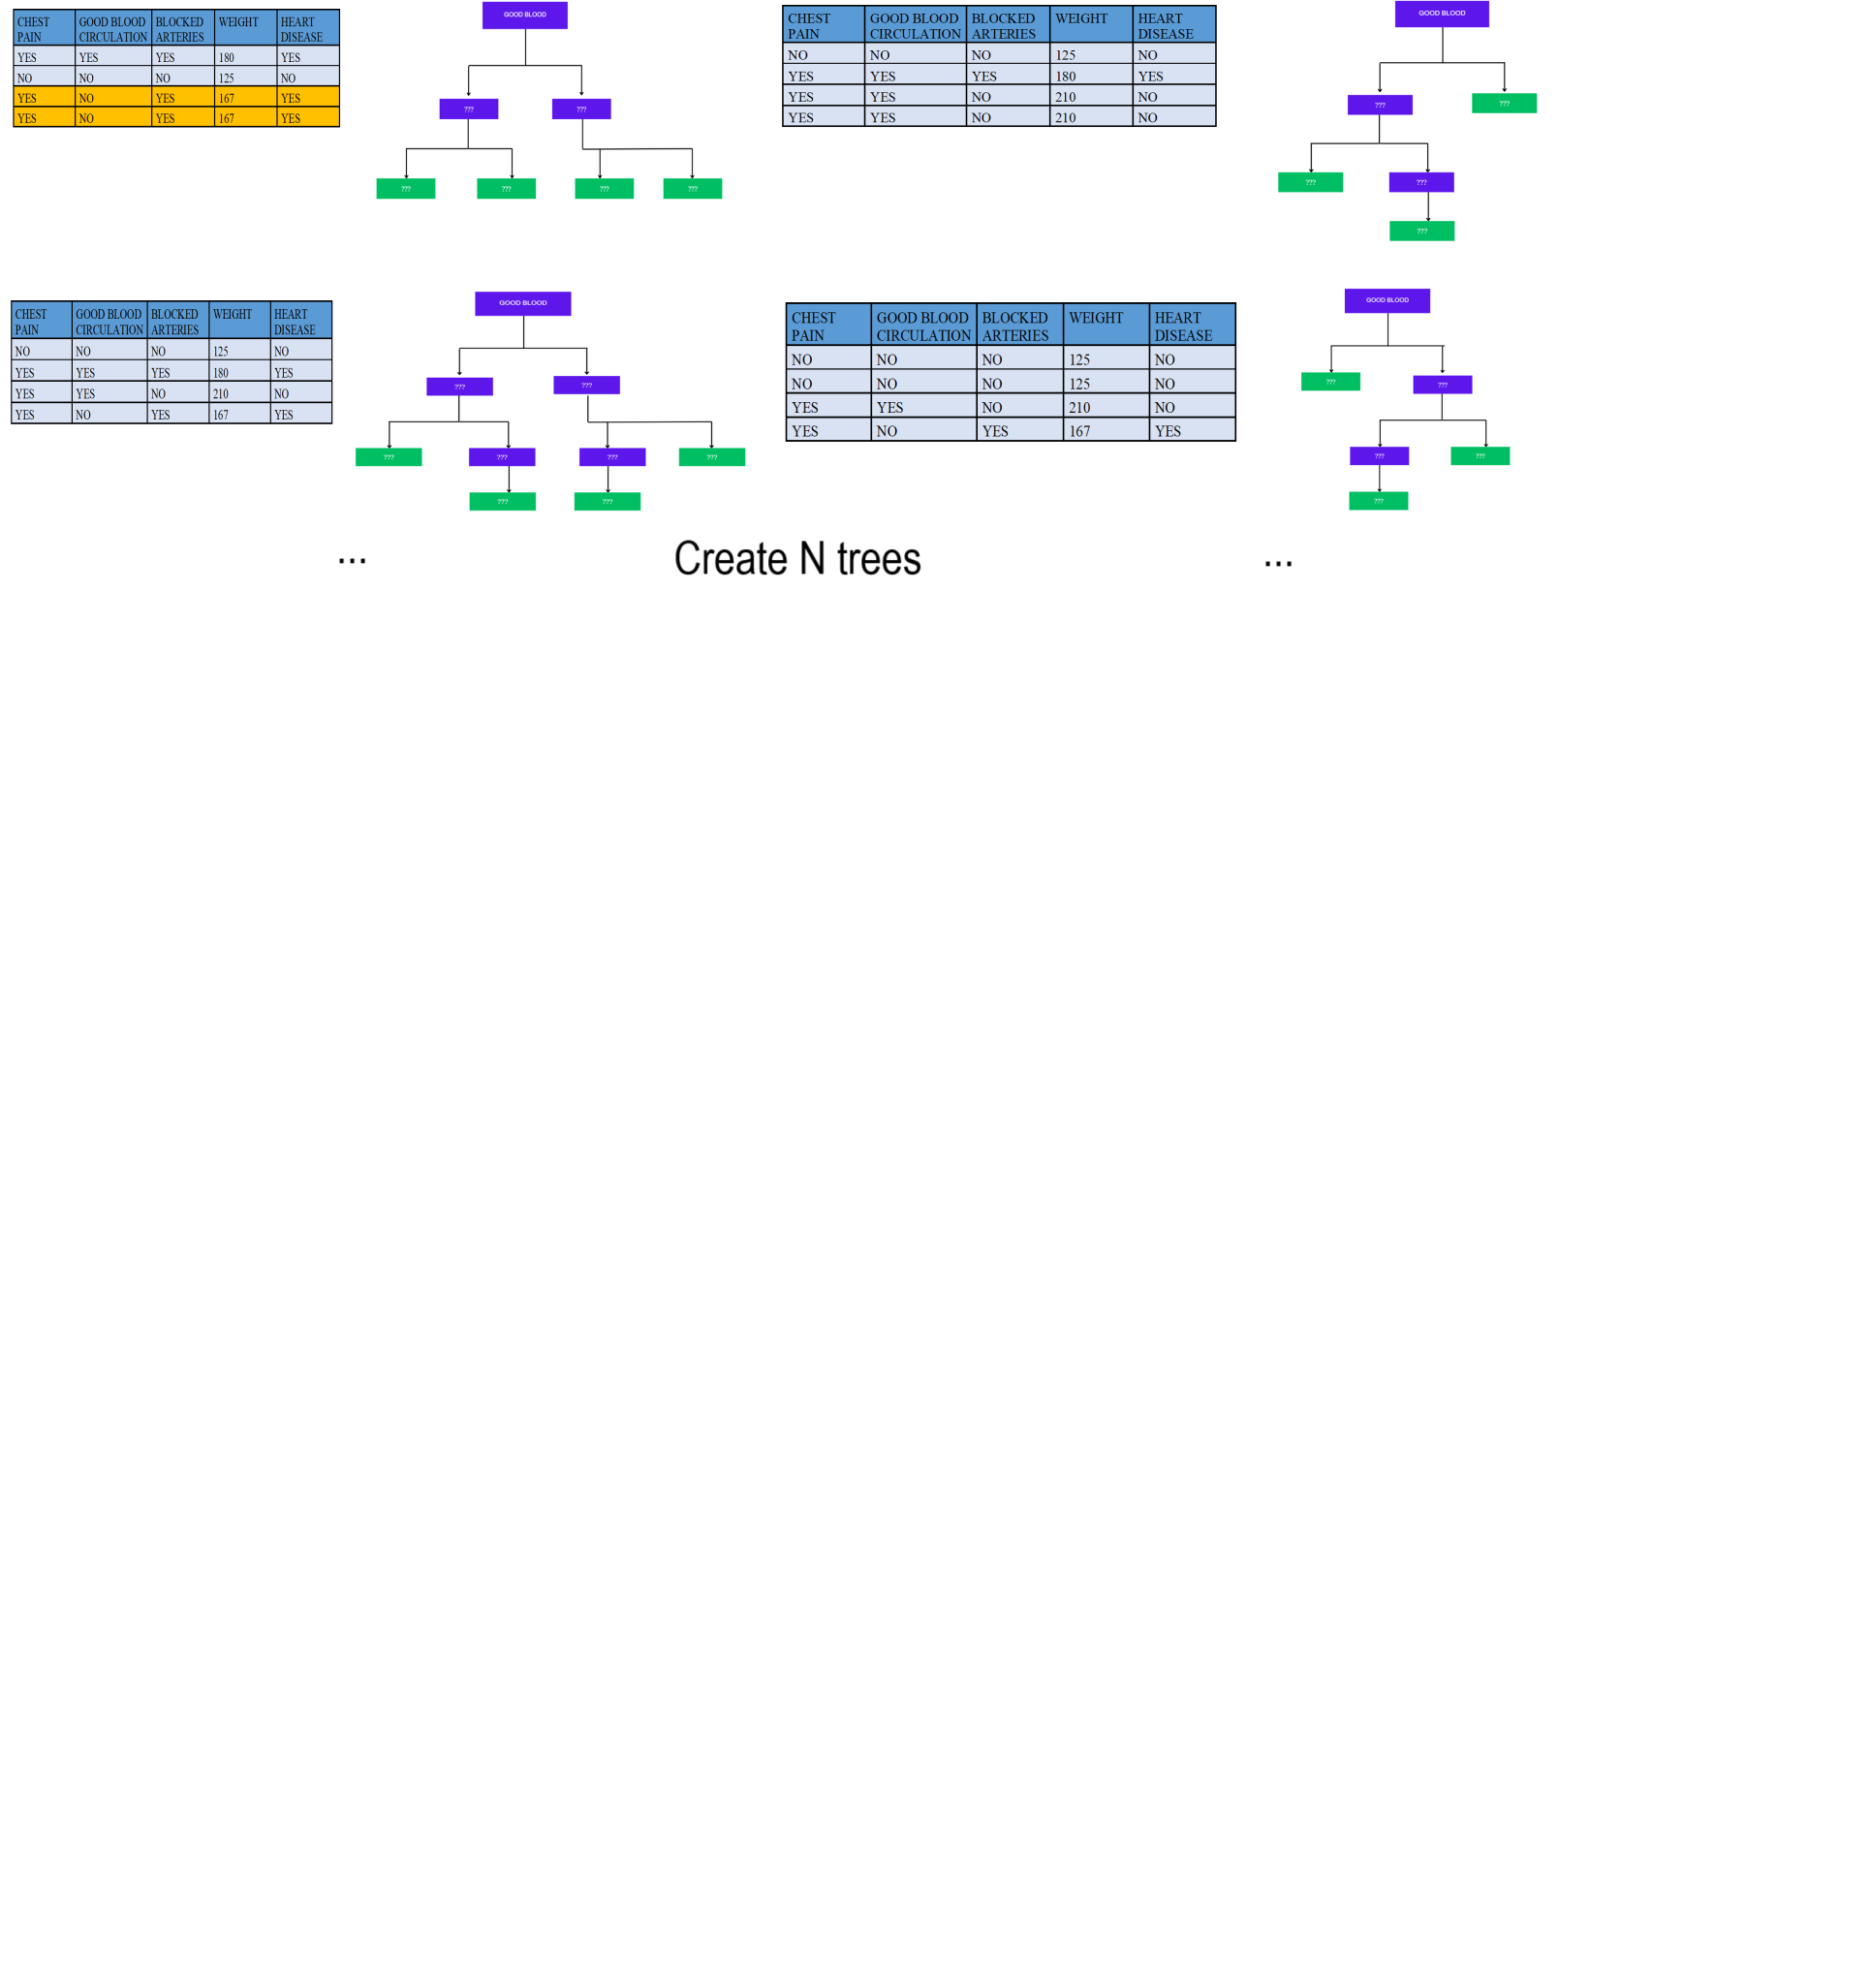 CHEST PAIN GOOD BLOOD CIRCULATION BLOCKED ARTERIES WEIGHT HEART DISEASE
YES YES YES 180 YES
NO NO NO 125 NO
YES NO YES 167 YES
YES NO YES 167 YES
GOOD BLOOD
??? ???
??? ??? ??? ???
CHEST PAIN GOOD BLOOD CIRCULATION BLOCKED ARTERIES WEIGHT HEART DISEASE
NO NO NO 125 NO
YES YES YES 180 YES
YES YES NO 210 NO
YES YES NO 210 NO
GOOD BLOOD
??? ???
??? ???
???
CHEST PAIN GOOD BLOOD CIRCULATION BLOCKED ARTERIES WEIGHT HEART DISEASE
NO NO NO 125 NO
YES YES YES 180 YES
YES YES NO 210 NO
YES NO YES 167 YES
GOOD BLOOD
??? ???
??? ??? ??? ???
??? ???
CHEST PAIN GOOD BLOOD CIRCULATION BLOCKED ARTERIES WEIGHT HEART DISEASE
NO NO NO 125 NO
NO NO NO 125 NO
YES YES NO 210 NO
YES NO YES 167 YES
GOOD BLOOD
??? ???
??? ???
???
... Create N trees ...